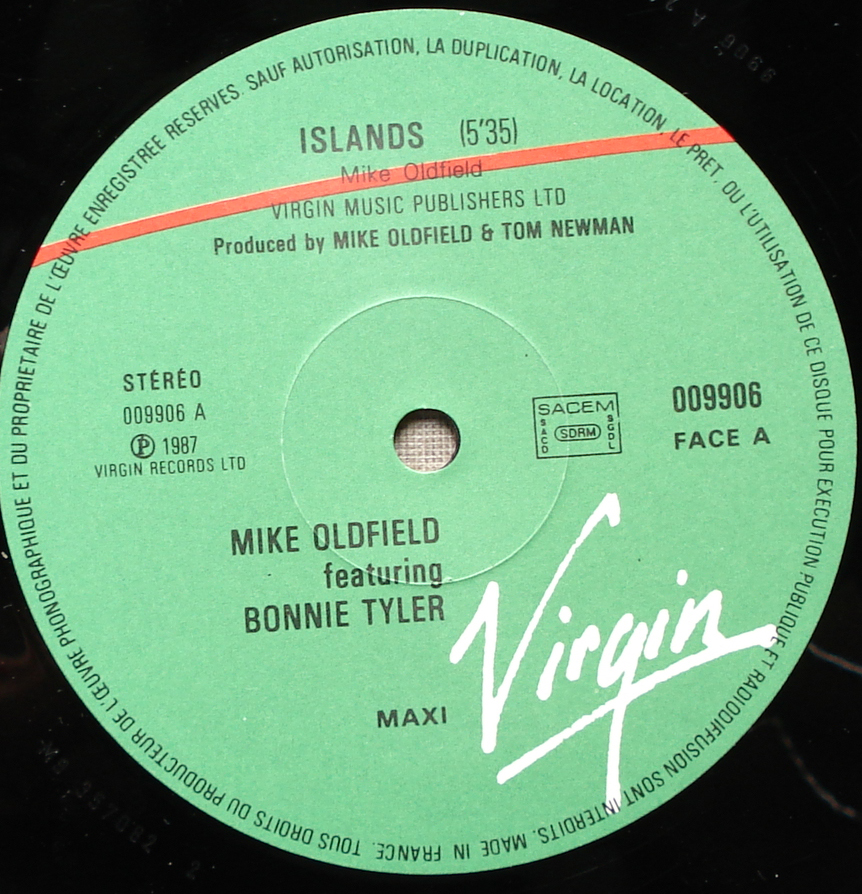 TOUS DROITS DU PRODUCTEUR DE L'ŒUVRE PHONOGRAPHIQUE ET DU PROPRIETAIRE DE L'ŒUVRE ENREGISTREE RESERVES. SAUF AUTORISATION, LA DUPLICATION, LA LOCATION, LE PRET, OU L'UTILISATION DE CE DISQUE POUR EXECUTION PUBLIQUE ET RADIODIFFUSION SONT INTERDITS. MADE IN FRANCE.
ISLANDS (5'35)
Mike Oldfield
VIRGIN MUSIC PUBLISHERS LTD
Produced by MIKE OLDFIELD & TOM NEWMAN
STÉRÉO
009906 A
Ⓟ 1987
VIRGIN RECORDS LTD
SACEM
SACD
SDRM
SGDL
009906
FACE A
MIKE OLDFIELD
featuring
BONNIE TYLER
MAXI
Virgin